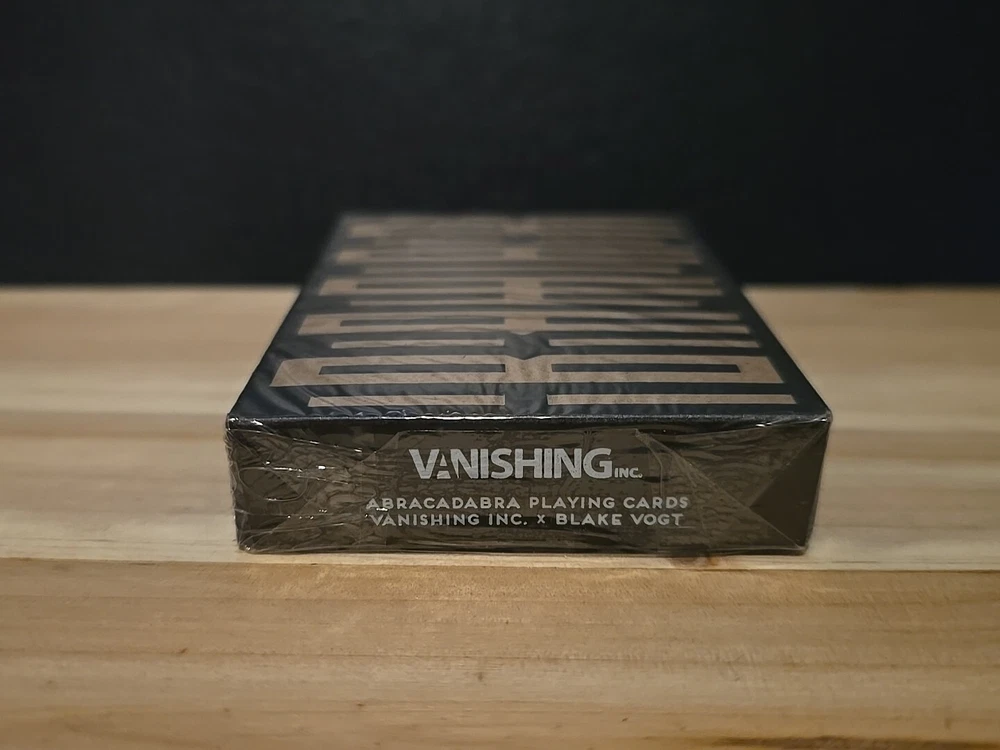 VANISHING INC.
ABRACADABRA PLAYING CARDS
VANISHING INC. x BLAKE VOGT